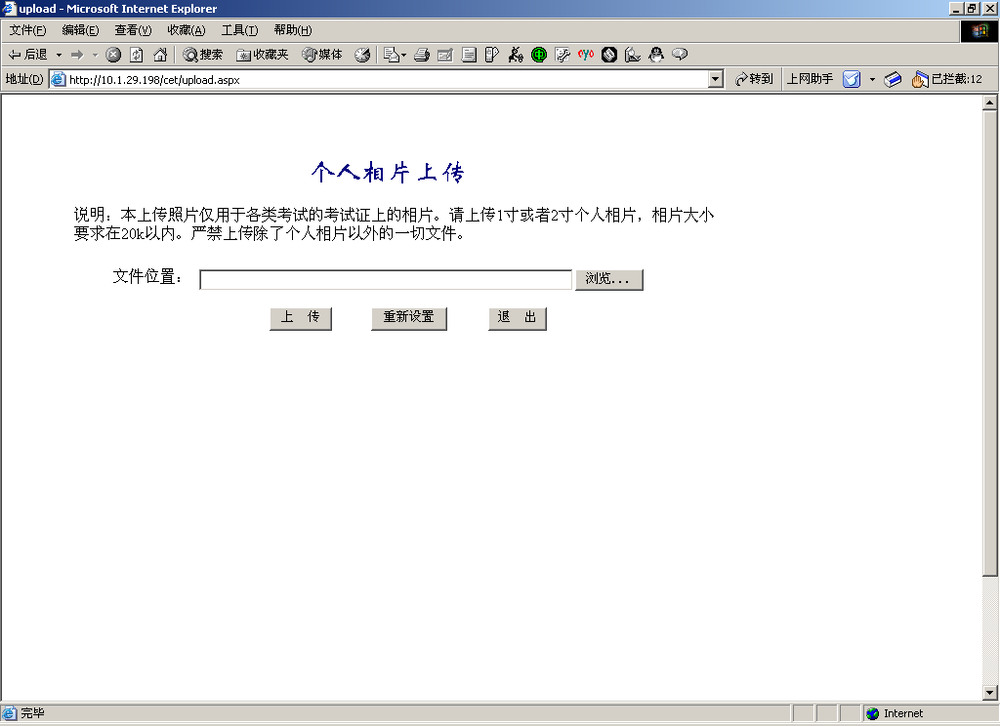 upload - Microsoft Internet Explorer
文件(F) 编辑(E) 查看(V) 收藏(A) 工具(T) 帮助(H)
后退 搜索 收藏夹 媒体
地址(D) http://10.1.29.198/cet/upload.aspx 转到 上网助手 已拦截:12
个人相片上传
说明：本上传照片仅用于各类考试的考试证上的相片。请上传1寸或者2寸个人相片，相片大小
要求在20k以内。严禁上传除了个人相片以外的一切文件。
文件位置： 浏览...
上 传 重新设置 退 出
完毕 Internet